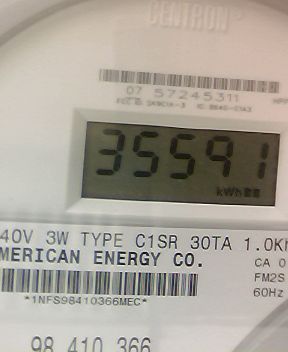 CENTRON
07 57245311
35591
kWh
40V 3W TYPE C1SR 30TA 1.0Kh
MERICAN ENERGY CO. CA 0
FM2S
*1NFS98410366MEC* 60Hz
98 410 366